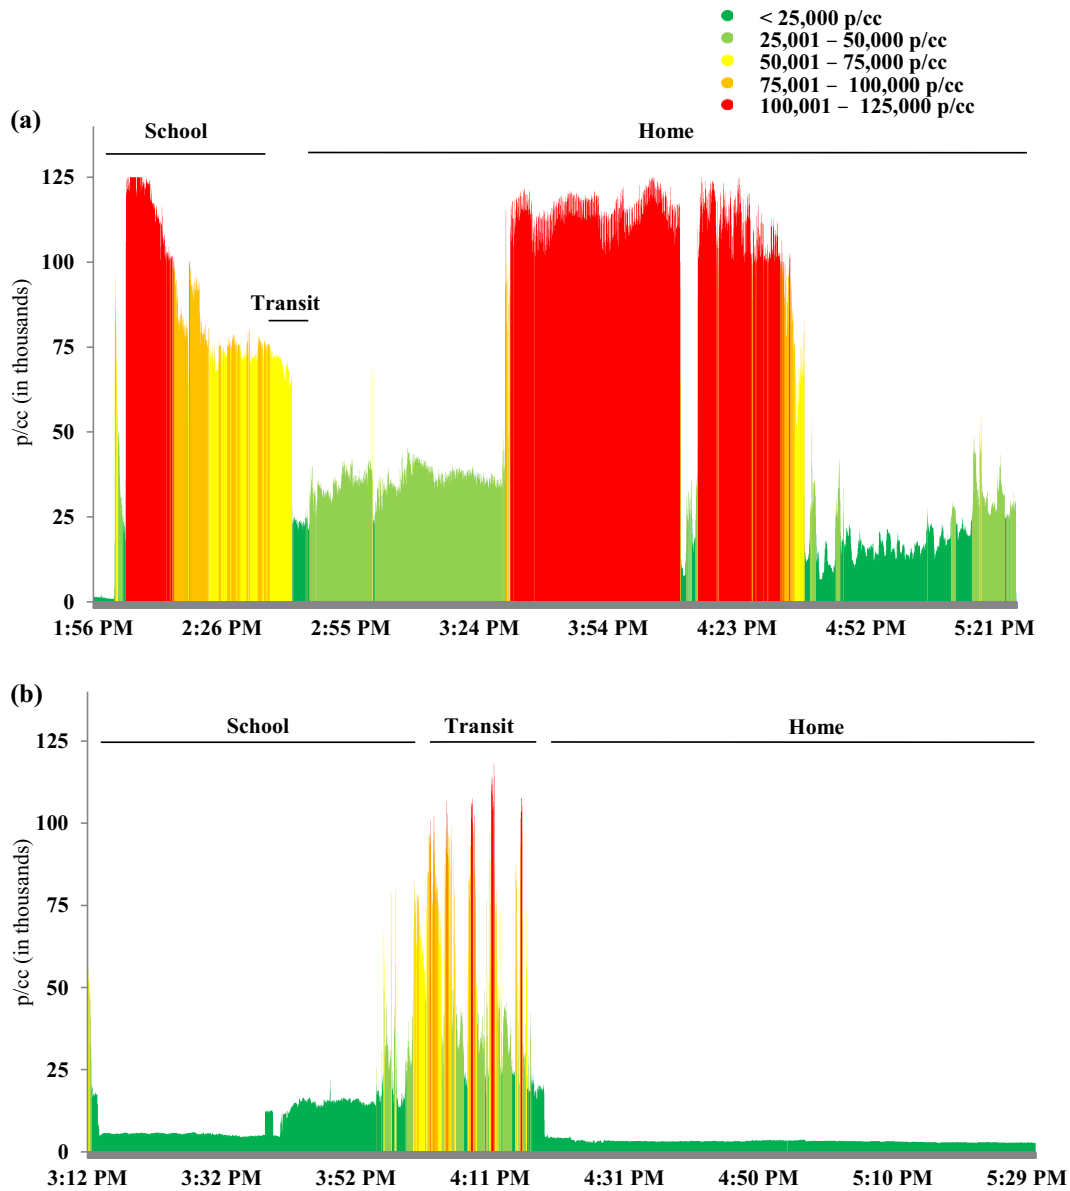 < 25,000 p/cc
25,001 – 50,000 p/cc
50,001 – 75,000 p/cc
75,001 – 100,000 p/cc
100,001 – 125,000 p/cc
(a)
School
Home
Transit
p/cc (in thousands)
125
100
75
50
25
0
1:56 PM 2:26 PM 2:55 PM 3:24 PM 3:54 PM 4:23 PM 4:52 PM 5:21 PM
(b)
School Transit Home
p/cc (in thousands)
125
100
75
50
25
0
3:12 PM 3:32 PM 3:52 PM 4:11 PM 4:31 PM 4:50 PM 5:10 PM 5:29 PM